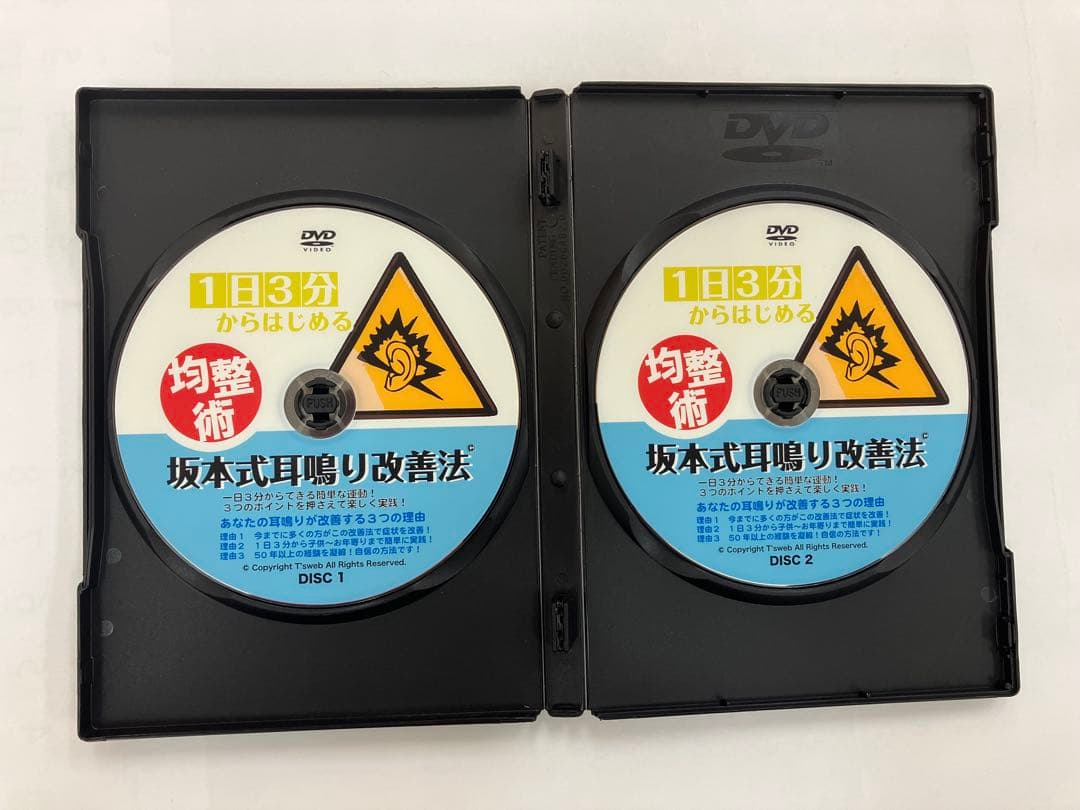 DVD
VIDEO
1日3分
からはじめる
均整術
PUSH
坂本式耳鳴り改善法
©
一日3分からできる簡単な運動!
3つのポイントを押さえて楽しく実践!
あなたの耳鳴りが改善する3つの理由
理由1 今までに多くの方がこの改善法で症状を改善!
理由2 1日3分から子供~お年寄りまで簡単に実践!
理由3 50年以上の経験を凝縮!自信の方法です!
© Copyright T'sweb All Rights Reserved.
DISC 1
DVD
TM
DVD
VIDEO
1日3分
からはじめる
均整術
PUSH
坂本式耳鳴り改善法
©
一日3分からできる簡単な運動!
3つのポイントを押さえて楽しく実践!
あなたの耳鳴りが改善する3つの理由
理由1 今までに多くの方がこの改善法で症状を改善!
理由2 1日3分から子供~お年寄りまで簡単に実践!
理由3 50年以上の経験を凝縮!自信の方法です!
© Copyright T'sweb All Rights Reserved.
DISC 2